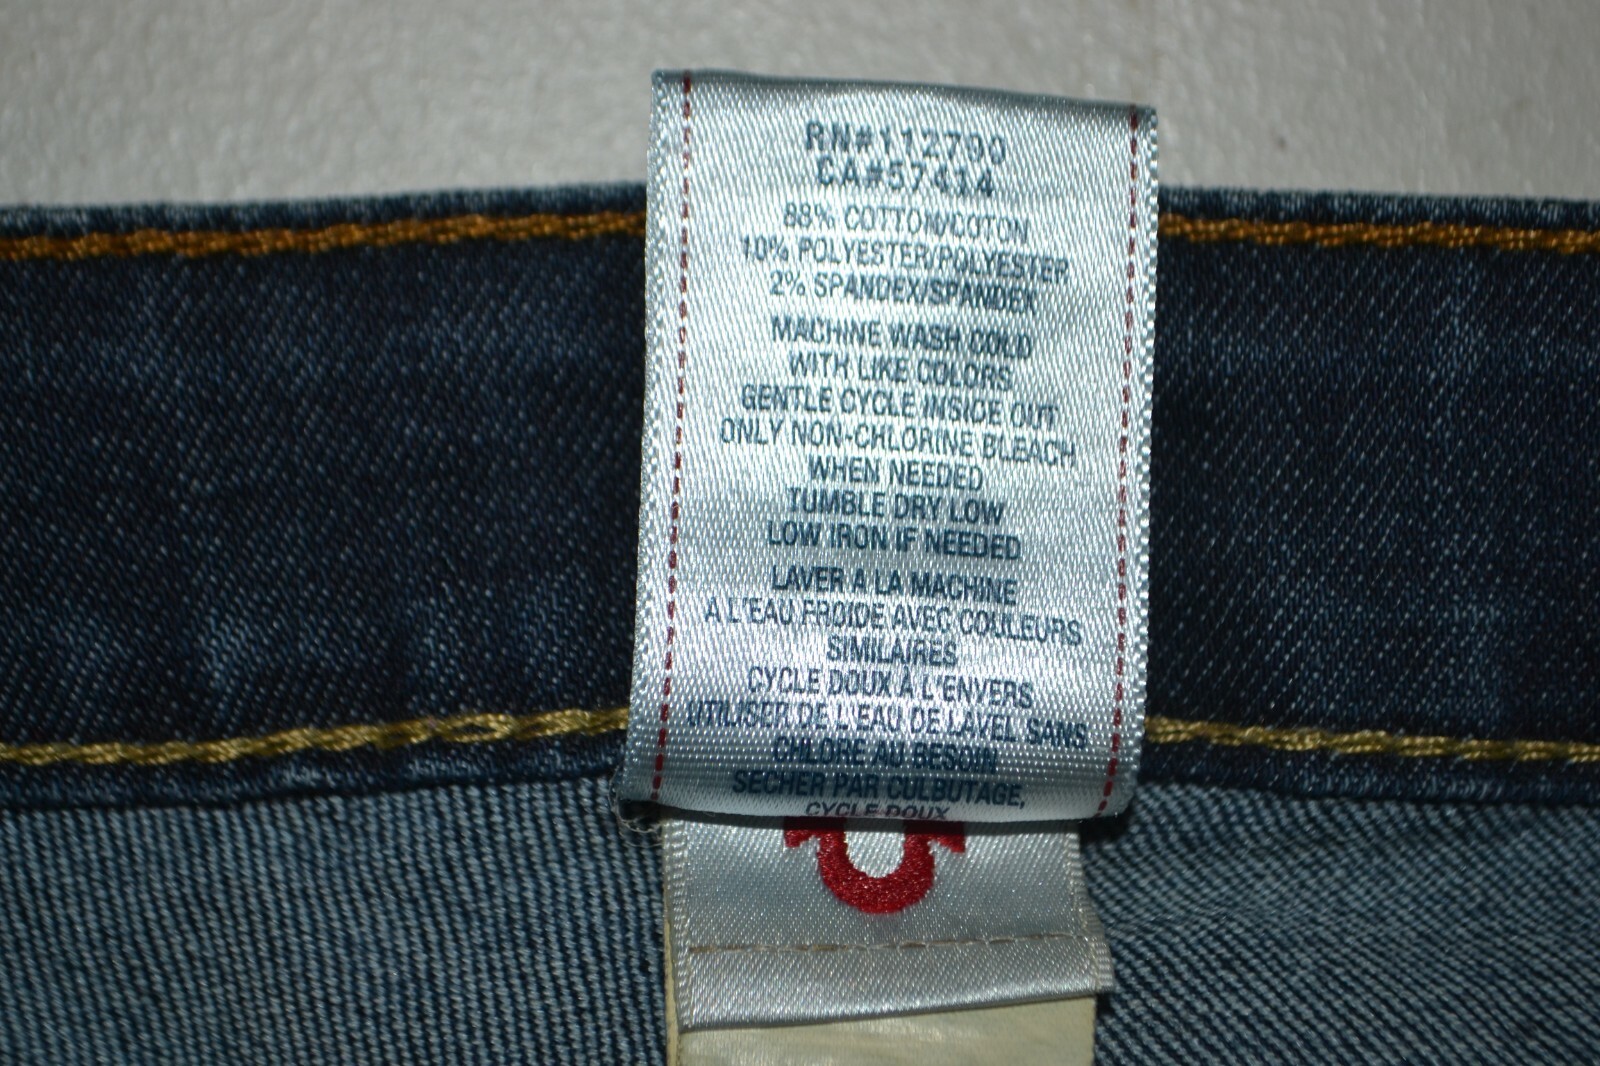 RN#112790
CA#57414
88% COTTON/COTON
10% POLYESTER/POLYESTER
2% SPANDEX/SPANDEX
MACHINE WASH COLD
WITH LIKE COLORS
GENTLE CYCLE INSIDE OUT
ONLY NON-CHLORINE BLEACH
WHEN NEEDED
TUMBLE DRY LOW
LOW IRON IF NEEDED
LAVER A LA MACHINE
A L'EAU FROIDE AVEC COULEURS
SIMILAIRES
CYCLE DOUX A L'ENVERS
UTILISER DE L'EAU DE LAVEL SANS
CHLORE AU BESOIN
SECHER PAR CULBUTAGE,
CYCLE DOUX